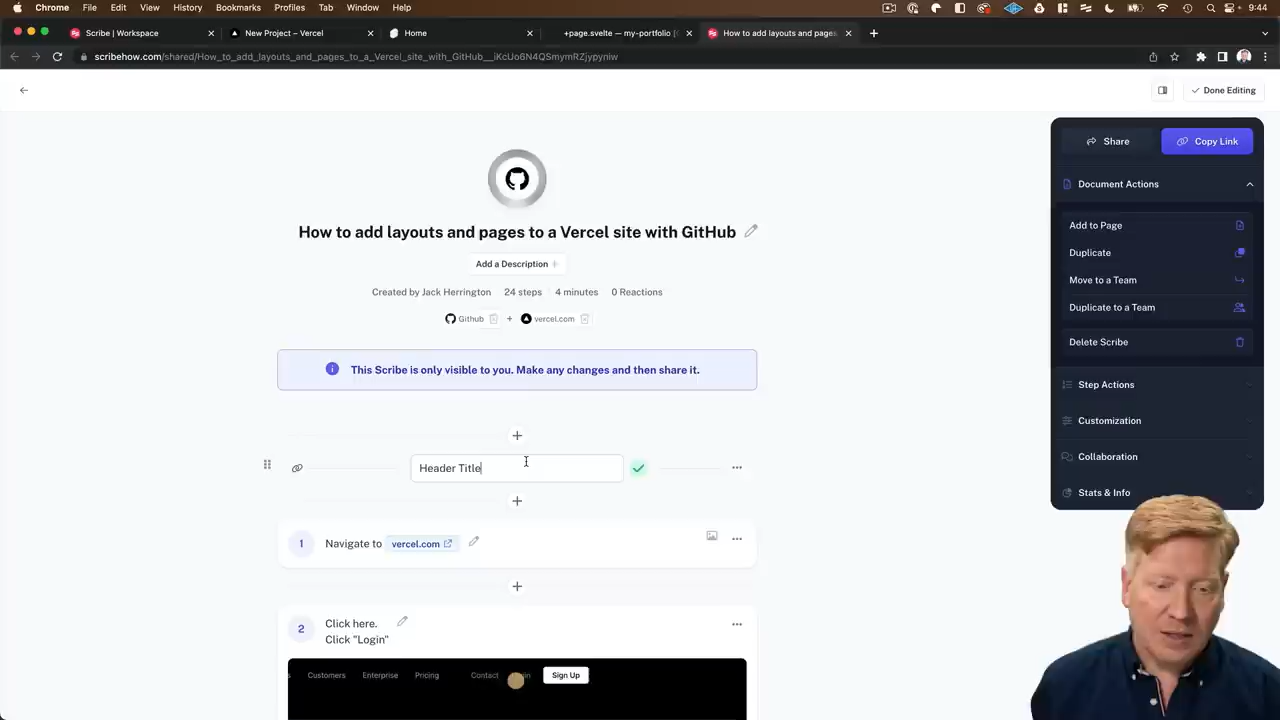 Chrome File Edit View History Bookmarks Profiles Tab Window Help 9:44
Scribe | Workspace New Project – Vercel Home +page.svelte — my-portfolio [ How to add layouts and pages
scribehow.com/shared/How_to_add_layouts_and_pages_to_a_Vercel_site_with_GitHub__iKcUo6N4QSmymRZjypyniw
Done Editing
Share Copy Link
Document Actions
Add to Page
Duplicate
Move to a Team
Duplicate to a Team
Delete Scribe
Step Actions
Customization
Collaboration
Stats & Info
How to add layouts and pages to a Vercel site with GitHub
Add a Description +
Created by Jack Herrington 24 steps 4 minutes 0 Reactions
Github + vercel.com
This Scribe is only visible to you. Make any changes and then share it.
+
Header Title
+
1 Navigate to vercel.com
+
2 Click here.
Click "Login"
s Customers Enterprise Pricing Contact Sign Up